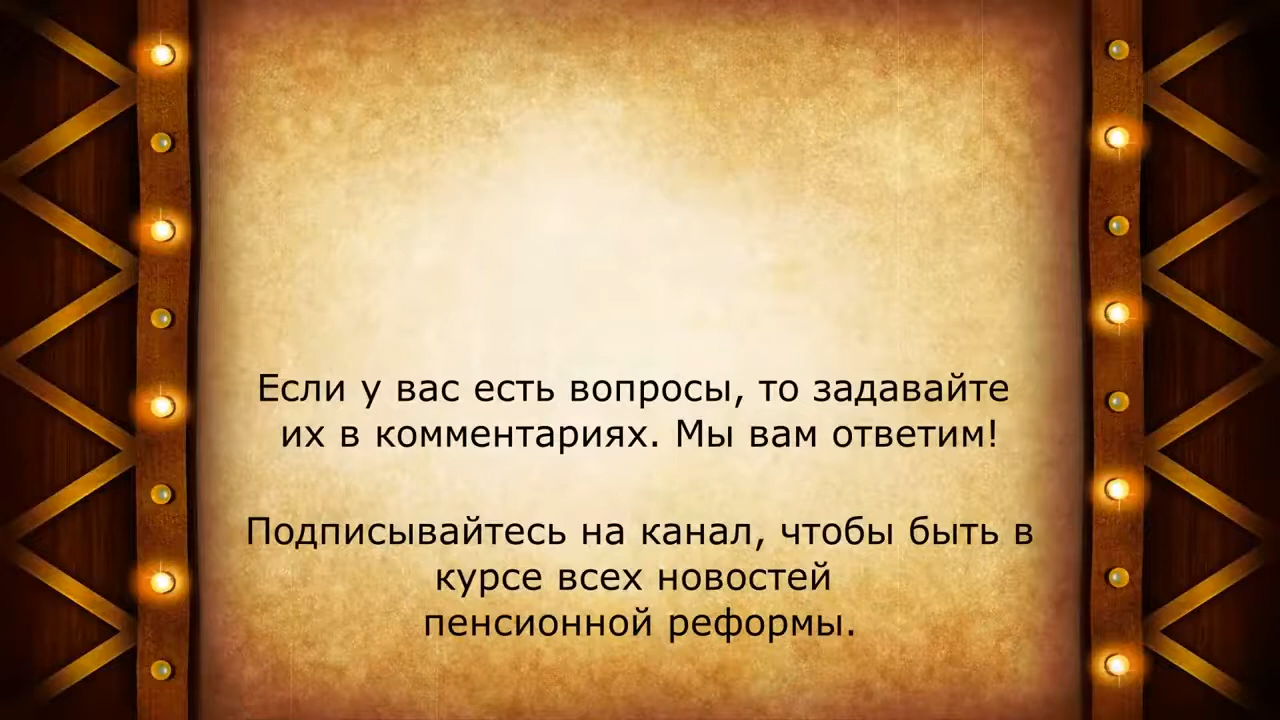 Если у вас есть вопросы, то задавайте
их в комментариях. Мы вам ответим!
Подписывайтесь на канал, чтобы быть в
курсе всех новостей
пенсионной реформы.